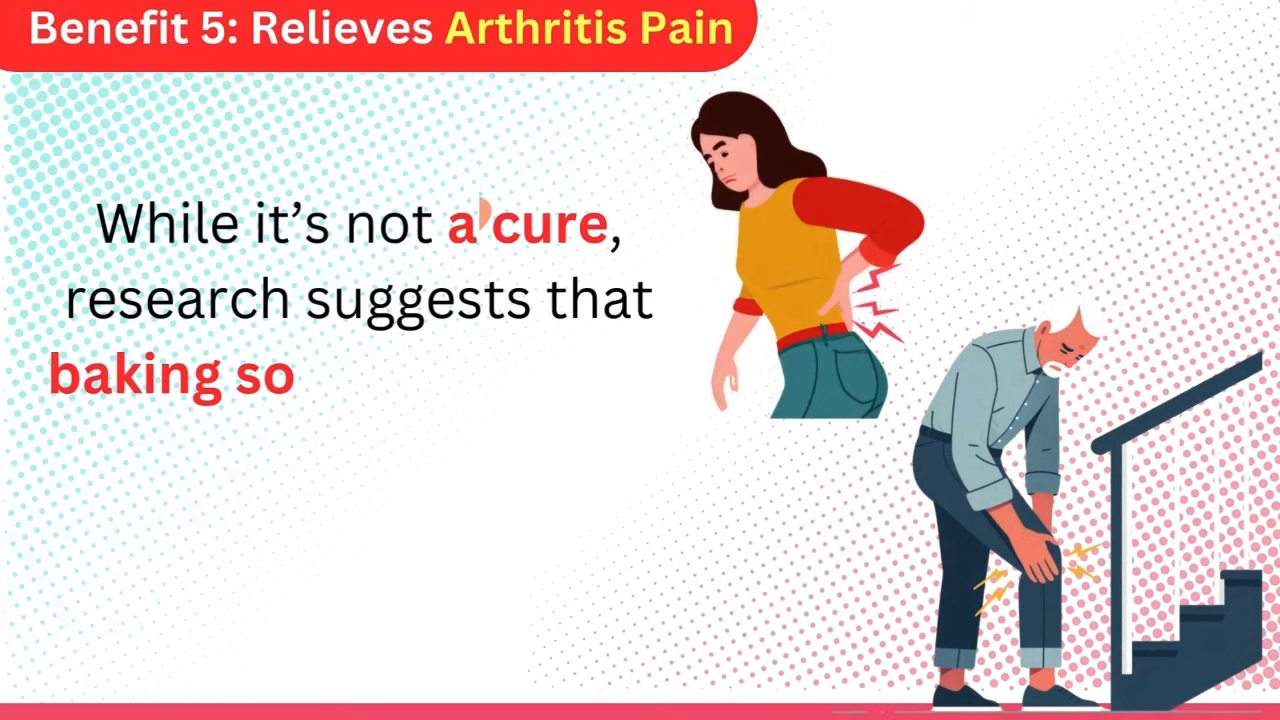 Benefit 5: Relieves Arthritis Pain
While it’s not a cure,
research suggests that
baking so